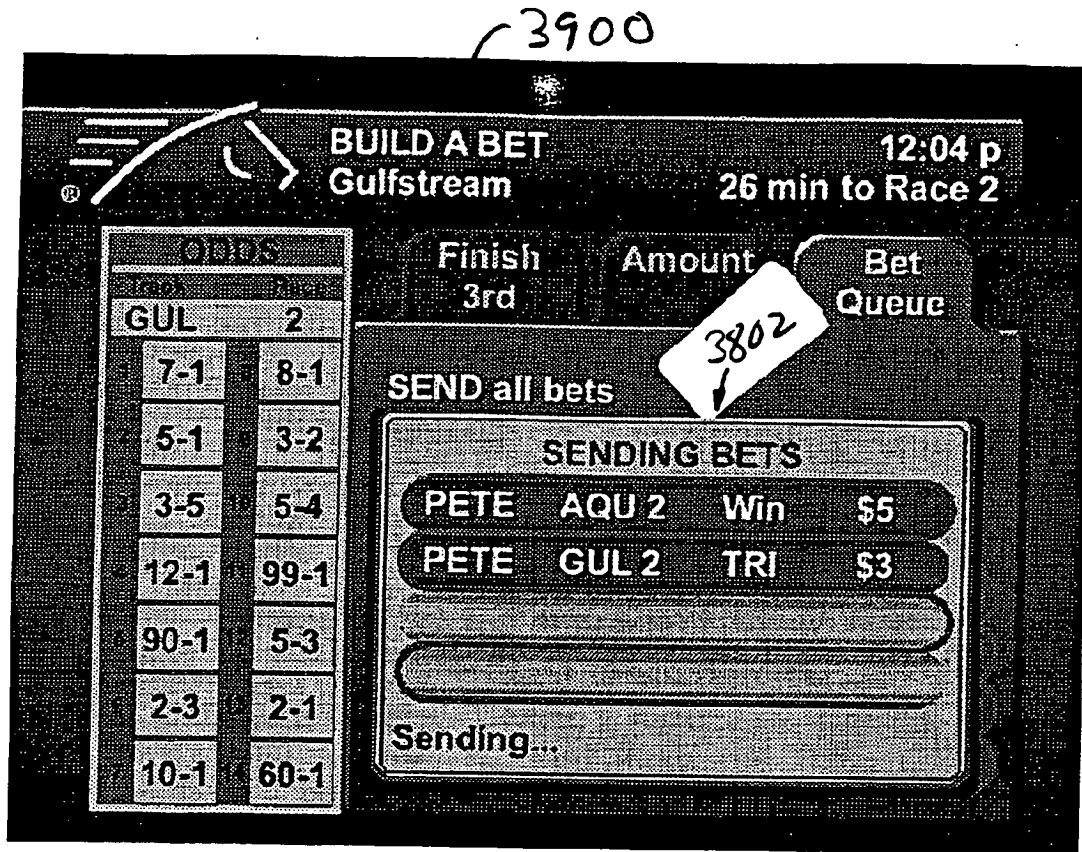 3900
BUILD A BET
Gulfstream
12:04 p
26 min to Race 2
®
ODDS
Track Race
GUL 2
7-1 8 8-1
5-1 3-2
3-5 5-4
12-1 99-1
90-1 5-3
2-3 2-1
10-1 60-1
Finish
3rd
Amount
Bet
Queue
3802
SEND all bets
SENDING BETS
PETE AQU 2 Win $5
PETE GUL 2 TRI $3
Sending...